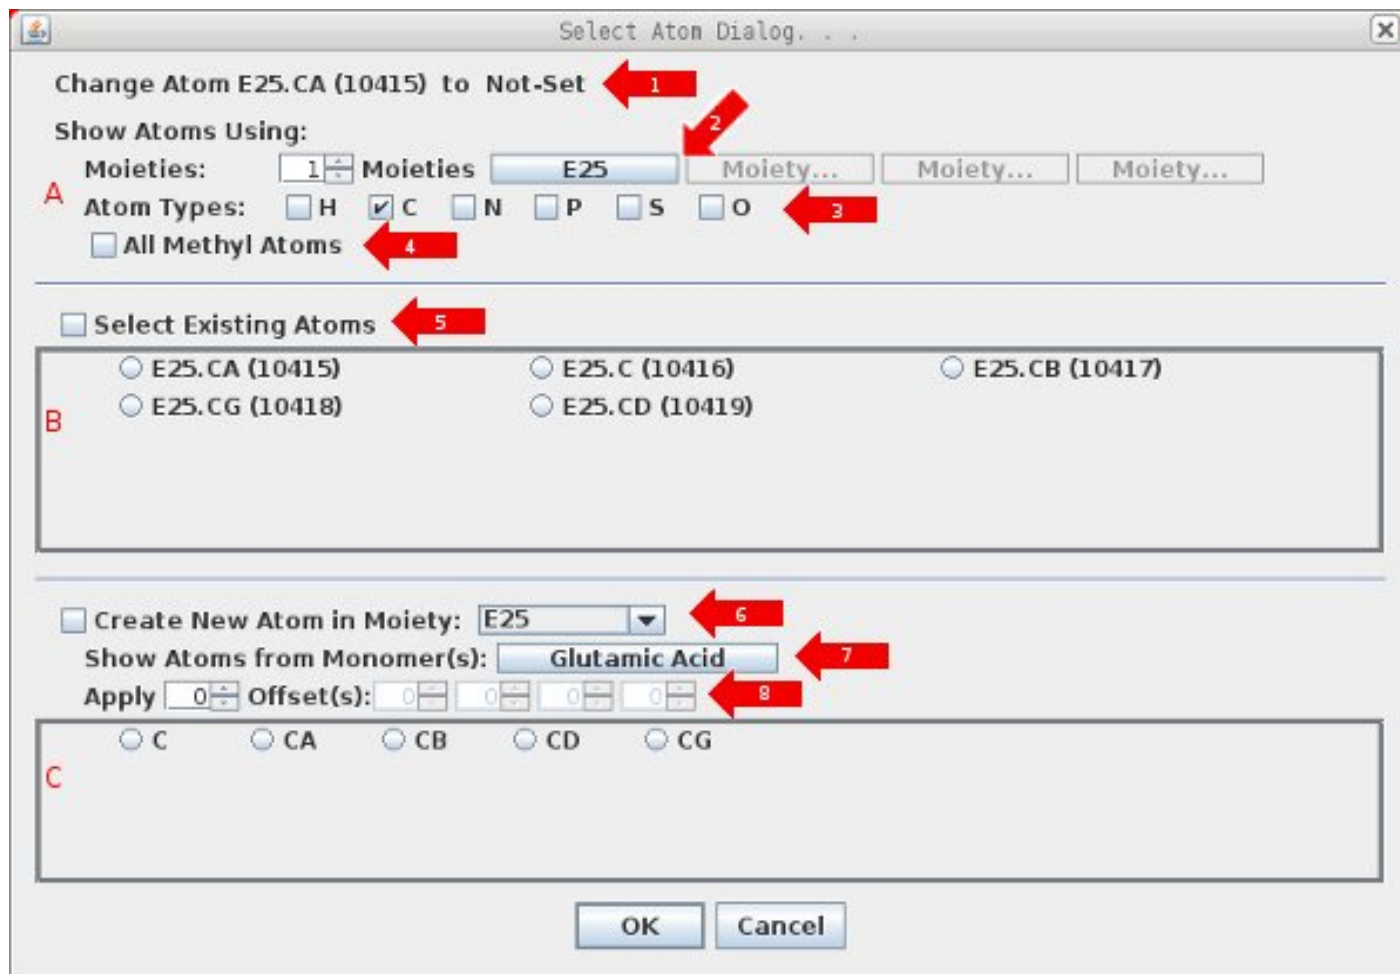 Select Atom Dialog. . .
Change Atom E25.CA (10415) to Not-Set 1
2
Show Atoms Using:
Moieties: 1 Moieties E25 Moiety... Moiety... Moiety...
A
Atom Types: H C N P S O 3
All Methyl Atoms 4
Select Existing Atoms 5
E25.CA (10415) E25.C (10416) E25.CB (10417)
E25.CG (10418) E25.CD (10419)
B
Create New Atom in Moiety: E25 6
Show Atoms from Monomer(s): Glutamic Acid 7
Apply 0 Offset(s): 0 0 0 0 8
C CA CB CD CG
C
OK Cancel